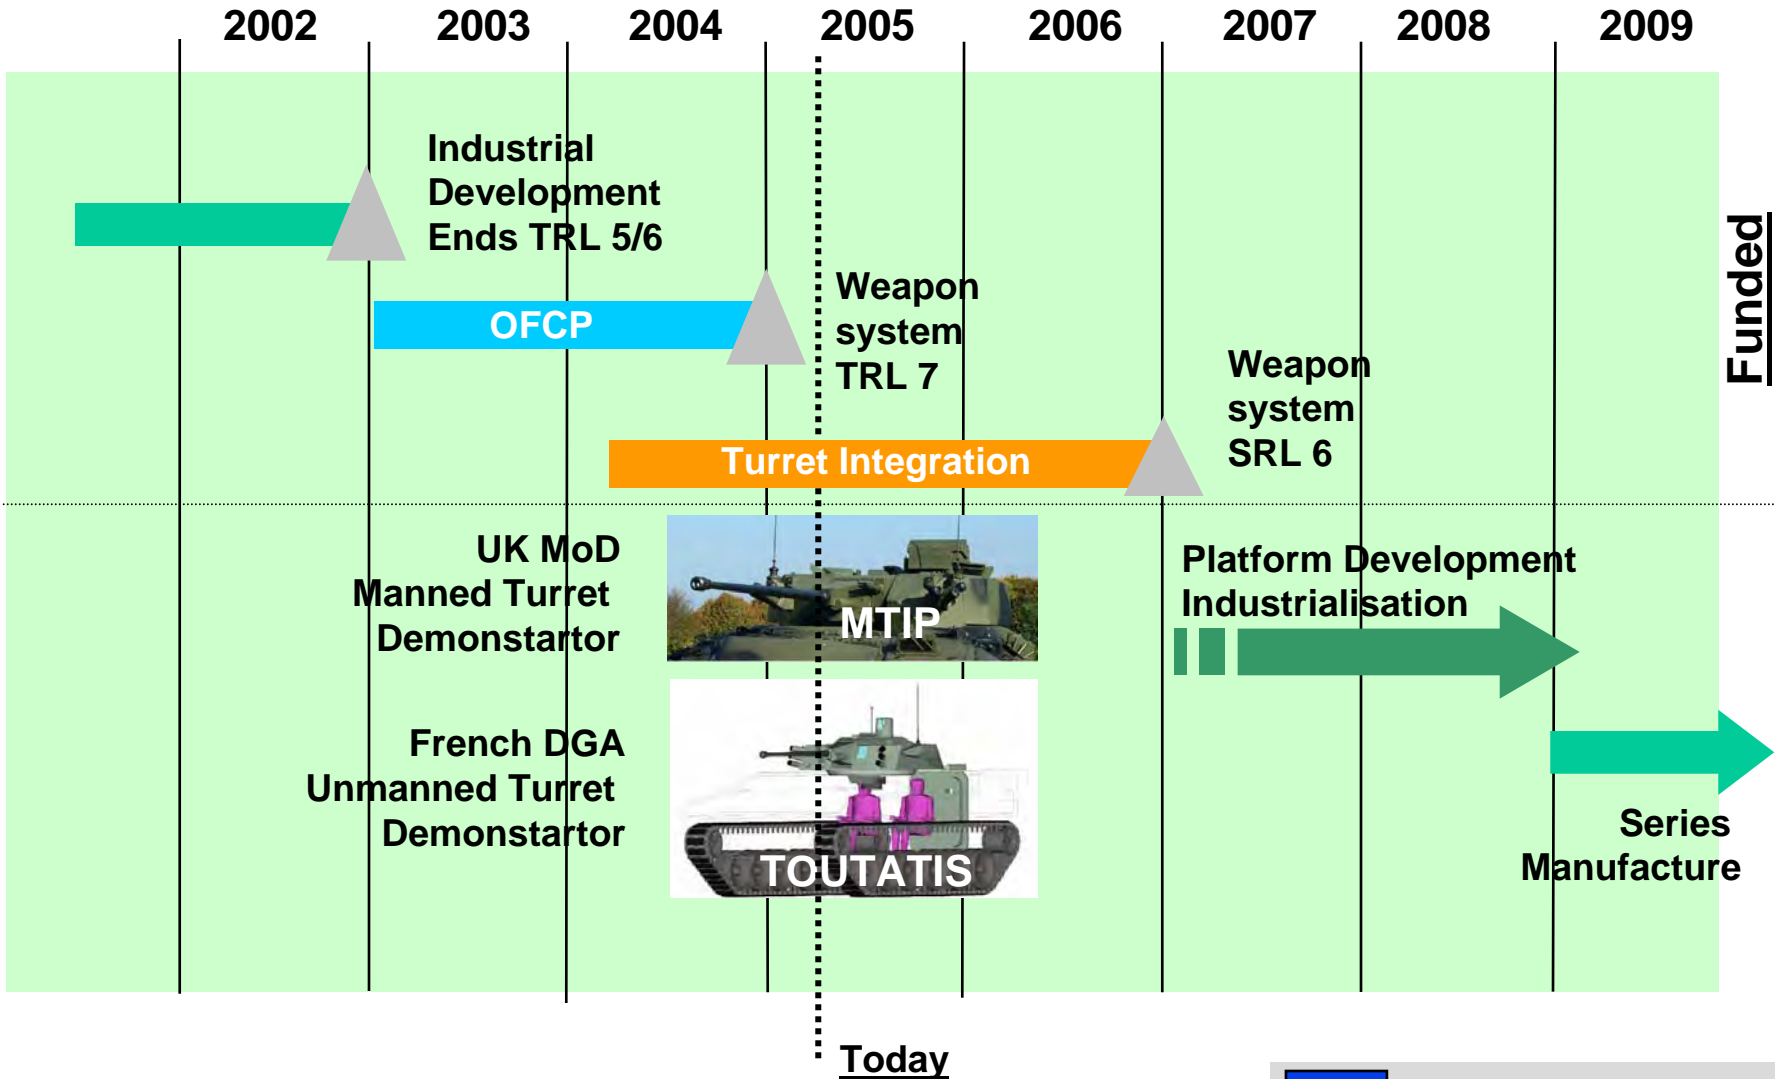 2002 2003 2004 2005 2006 2007 2008 2009
Industrial
Development
Ends TRL 5/6
OFCP
Weapon
system
TRL 7
Turret Integration
Weapon
system
SRL 6
Funded
UK MoD
Manned Turret
Demonstartor
MTIP
Platform Development
Industrialisation
French DGA
Unmanned Turret
Demonstartor
TOUTATIS
Series
Manufacture
Today